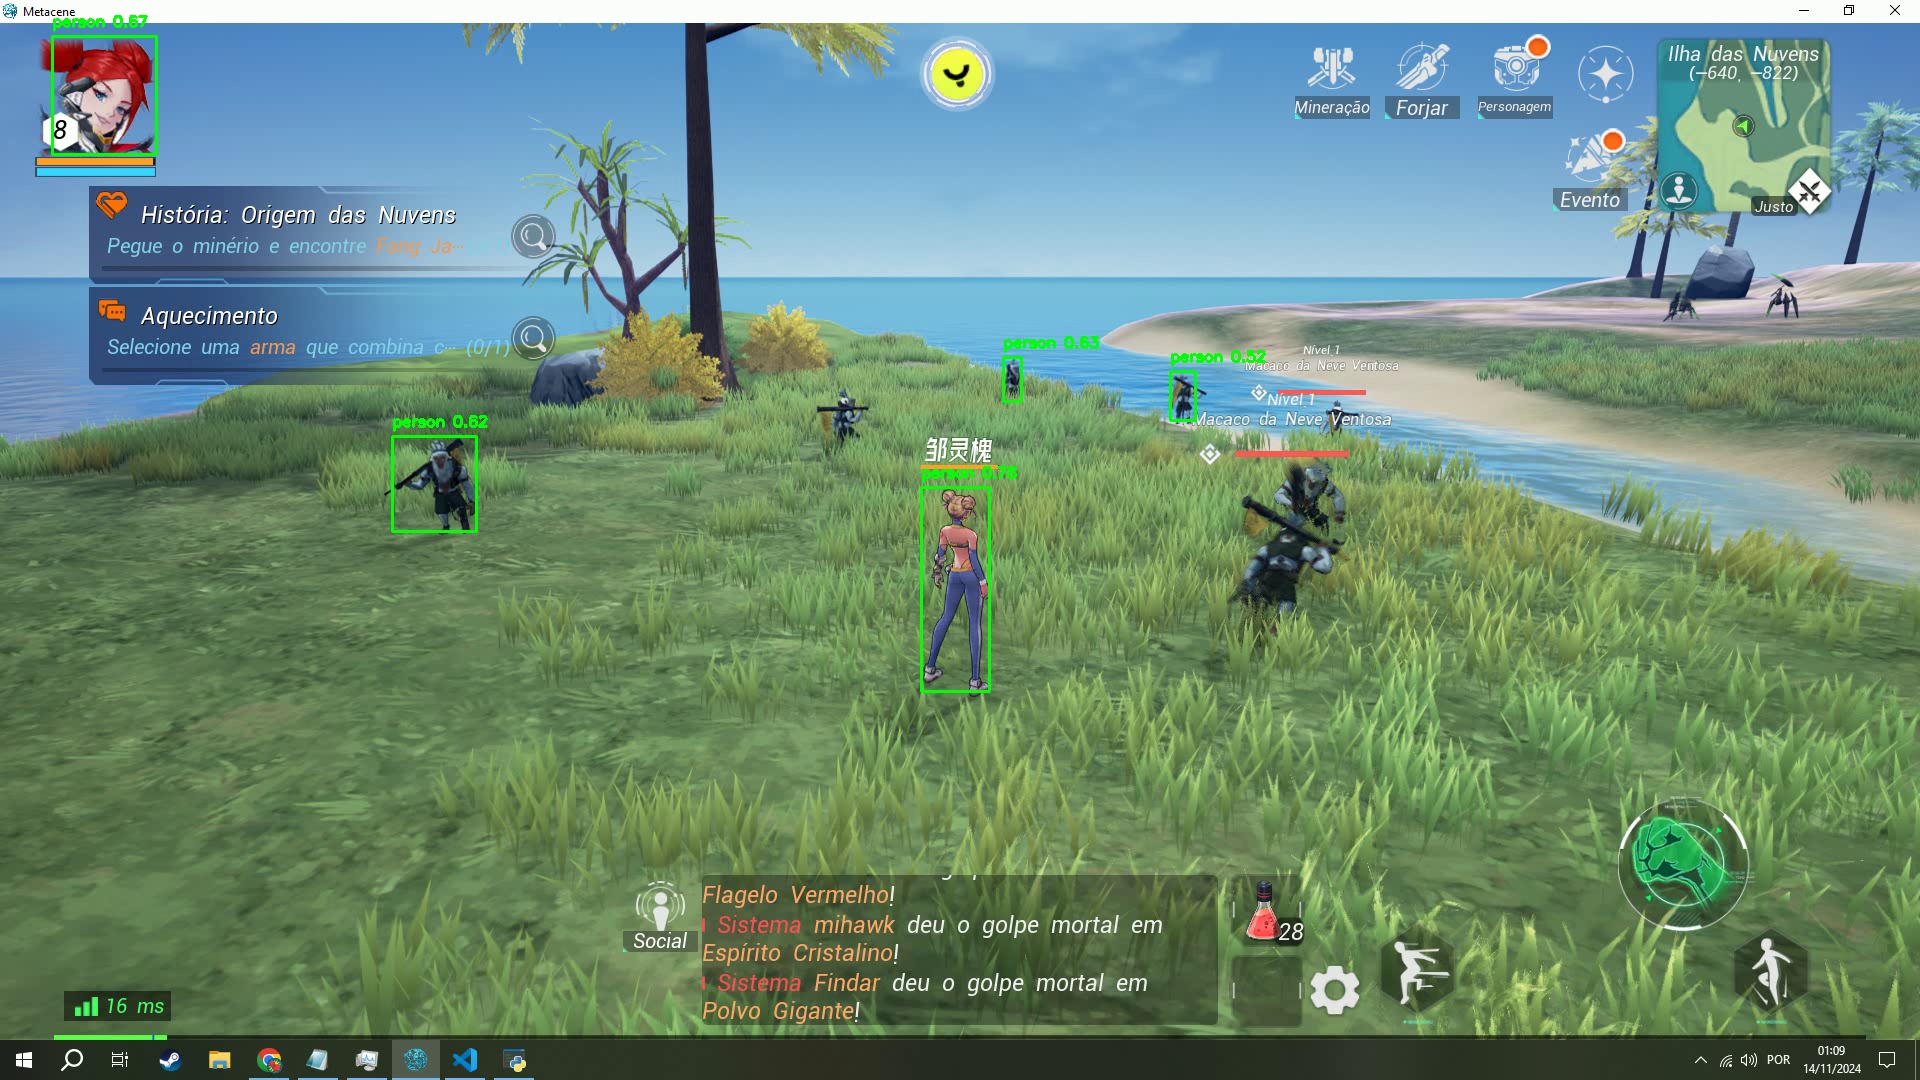 Metacene
person 0.67
8
História: Origem das Nuvens
Pegue o minério e encontre Fang Ja...
Aquecimento
Selecione uma arma que combina c... (0/1)
Mineração
Forjar
Personagem
Evento
Ilha das Nuvens
(-640, -822)
Justo
person 0.63
person 0.52
Nível 1
Macaco da Neve Ventosa
Nível 1
Macaco da Neve Ventosa
person 0.62
邹灵槐
person 0.78
Social
Flagelo Vermelho!
Sistema mihawk deu o golpe mortal em
Espírito Cristalino!
Sistema Findar deu o golpe mortal em
Polvo Gigante!
28
16 ms
POR
01:09
14/11/2024